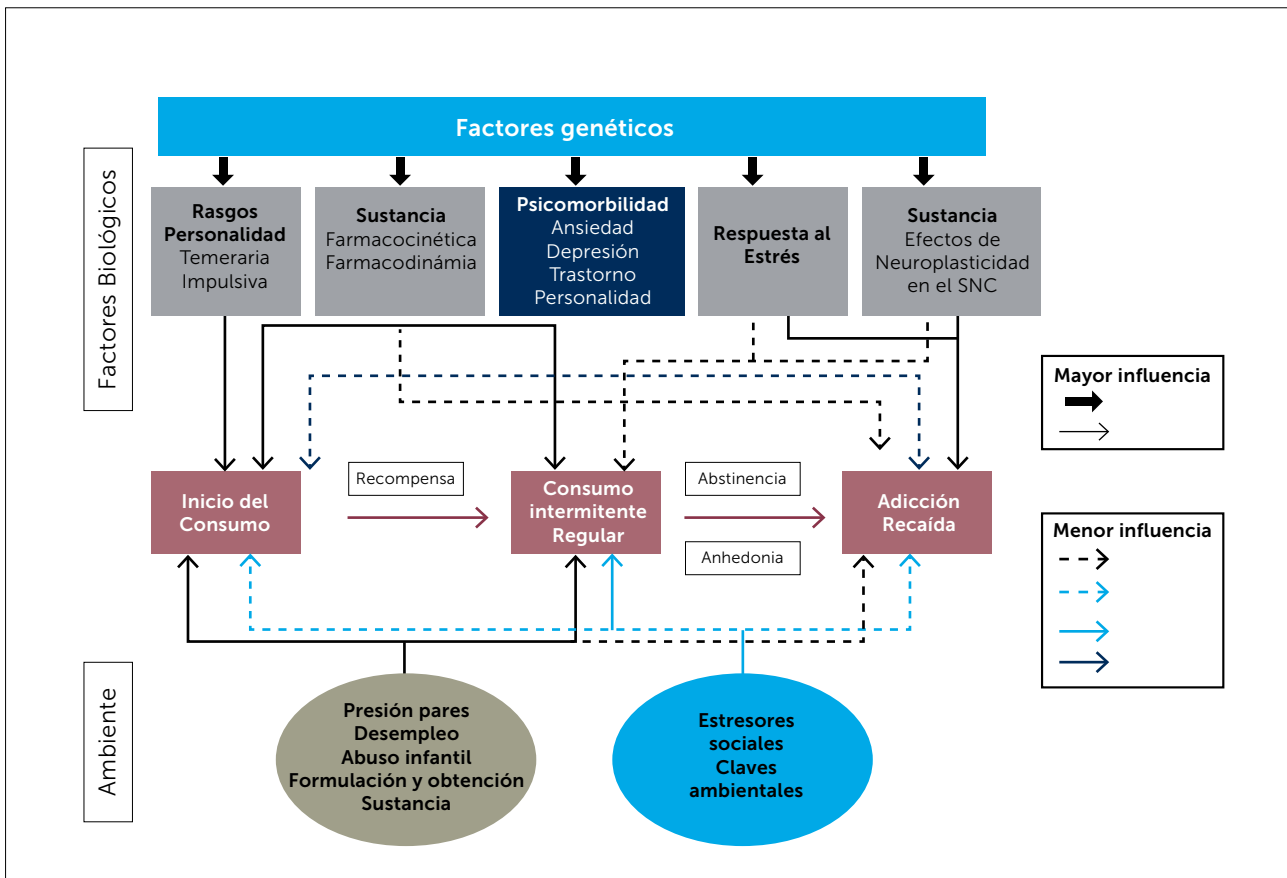 Factores genéticos
Factores Biológicos
Rasgos
Personalidad
Temeraria
Impulsiva
Sustancia
Farmacocinética
Farmacodinámia
Psicomorbilidad
Ansiedad
Depresión
Trastorno
Personalidad
Respuesta al
Estrés
Sustancia
Efectos de
Neuroplasticidad
en el SNC
Mayor influencia
Inicio del
Consumo
Recompensa
Consumo
intermitente
Regular
Abstinencia
Anhedonia
Adicción
Recaída
Menor influencia
Ambiente
Presión pares
Desempleo
Abuso infantil
Formulación y obtención
Sustancia
Estresores
sociales
Claves
ambientales